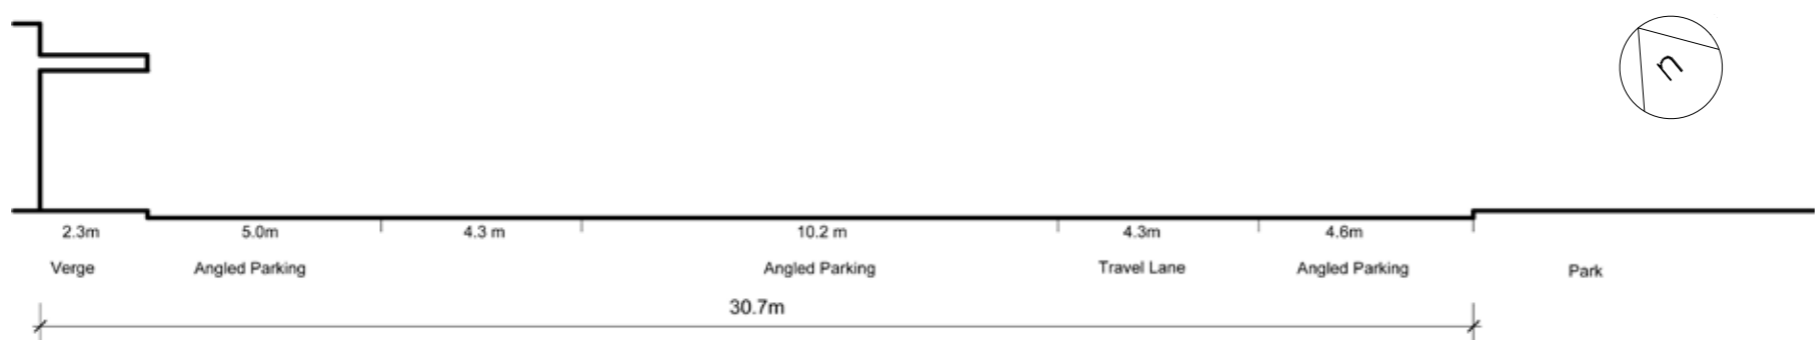 n
2.3m 5.0m 4.3 m 10.2 m 4.3m 4.6m
Verge Angled Parking Angled Parking Travel Lane Angled Parking Park
30.7m